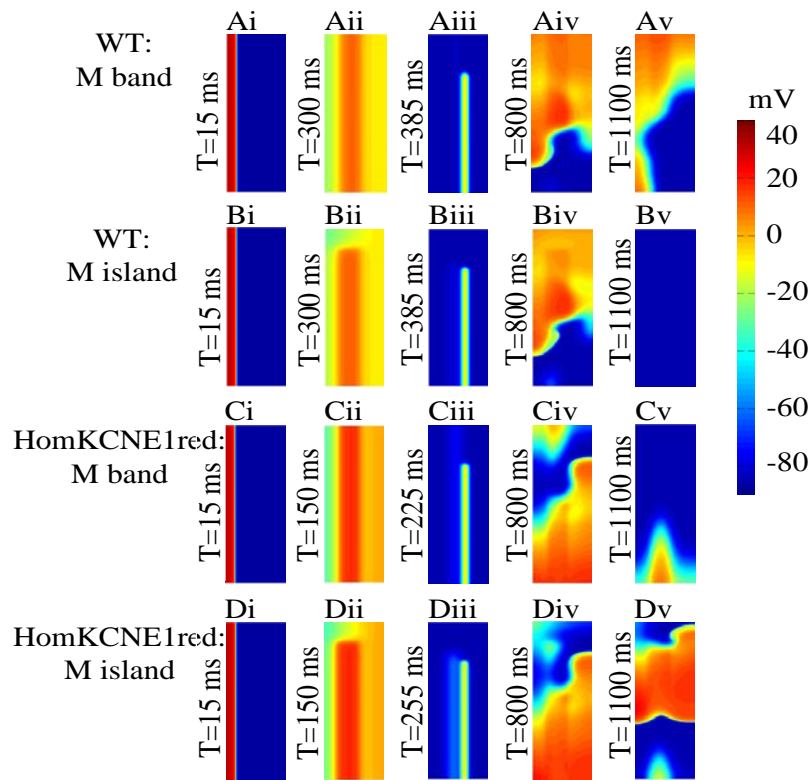 Ai Aii Aiii Aiv Av
WT:
M band
T=15 ms
T=300 ms
T=385 ms
T=800 ms
T=1100 ms
mV
40
20
0
-20
-40
-60
-80
Bi Bii Biii Biv Bv
WT:
M island
T=15 ms
T=300 ms
T=385 ms
T=800 ms
T=1100 ms
Ci Cii Ciii Civ Cv
HomKCNE1red:
M band
T=15 ms
T=150 ms
T=225 ms
T=800 ms
T=1100 ms
Di Dii Diii Div Dv
HomKCNE1red:
M island
T=15 ms
T=150 ms
T=255 ms
T=800 ms
T=1100 ms